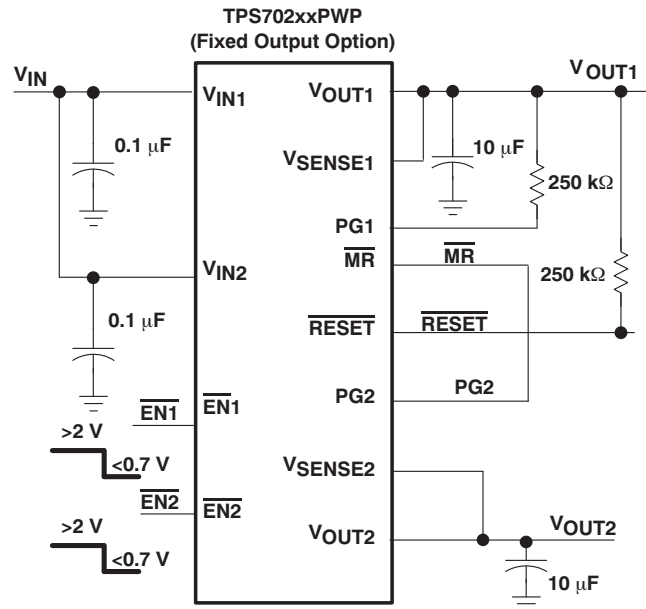 TPS702xxPWP
(Fixed Output Option)
VIN
VIN1
VOUT1
VOUT1
0.1 μF
VSENSE1
10 μF
250 kΩ
PG1
MR
MR
VIN2
250 kΩ
0.1 μF
RESET
RESET
PG2
PG2
EN1
EN1
>2 V
<0.7 V
VSENSE2
EN2
EN2
>2 V
<0.7 V
VOUT2
VOUT2
10 μF